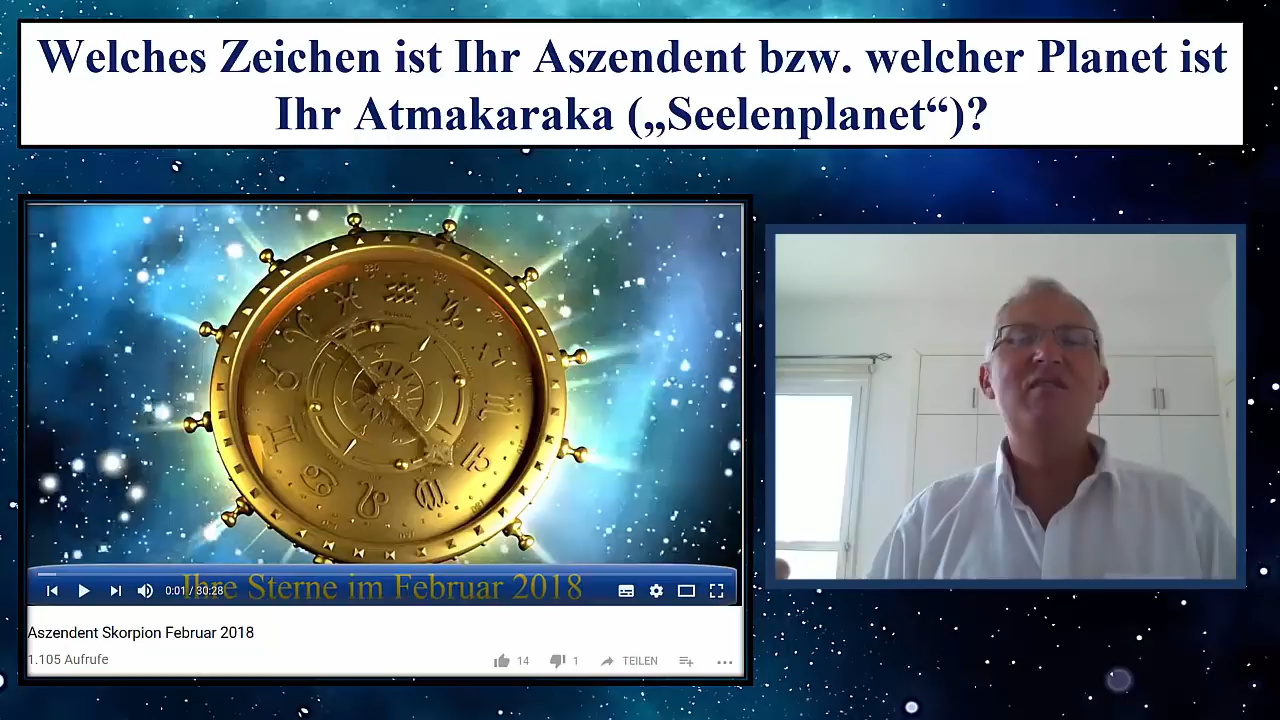 Welches Zeichen ist Ihr Aszendent bzw. welcher Planet ist
Ihr Atmakaraka („Seelenplanet“)?
Ihre Sterne im Februar 2018
0:01 / 30:28
Aszendent Skorpion Februar 2018
1.105 Aufrufe
14
1
TEILEN